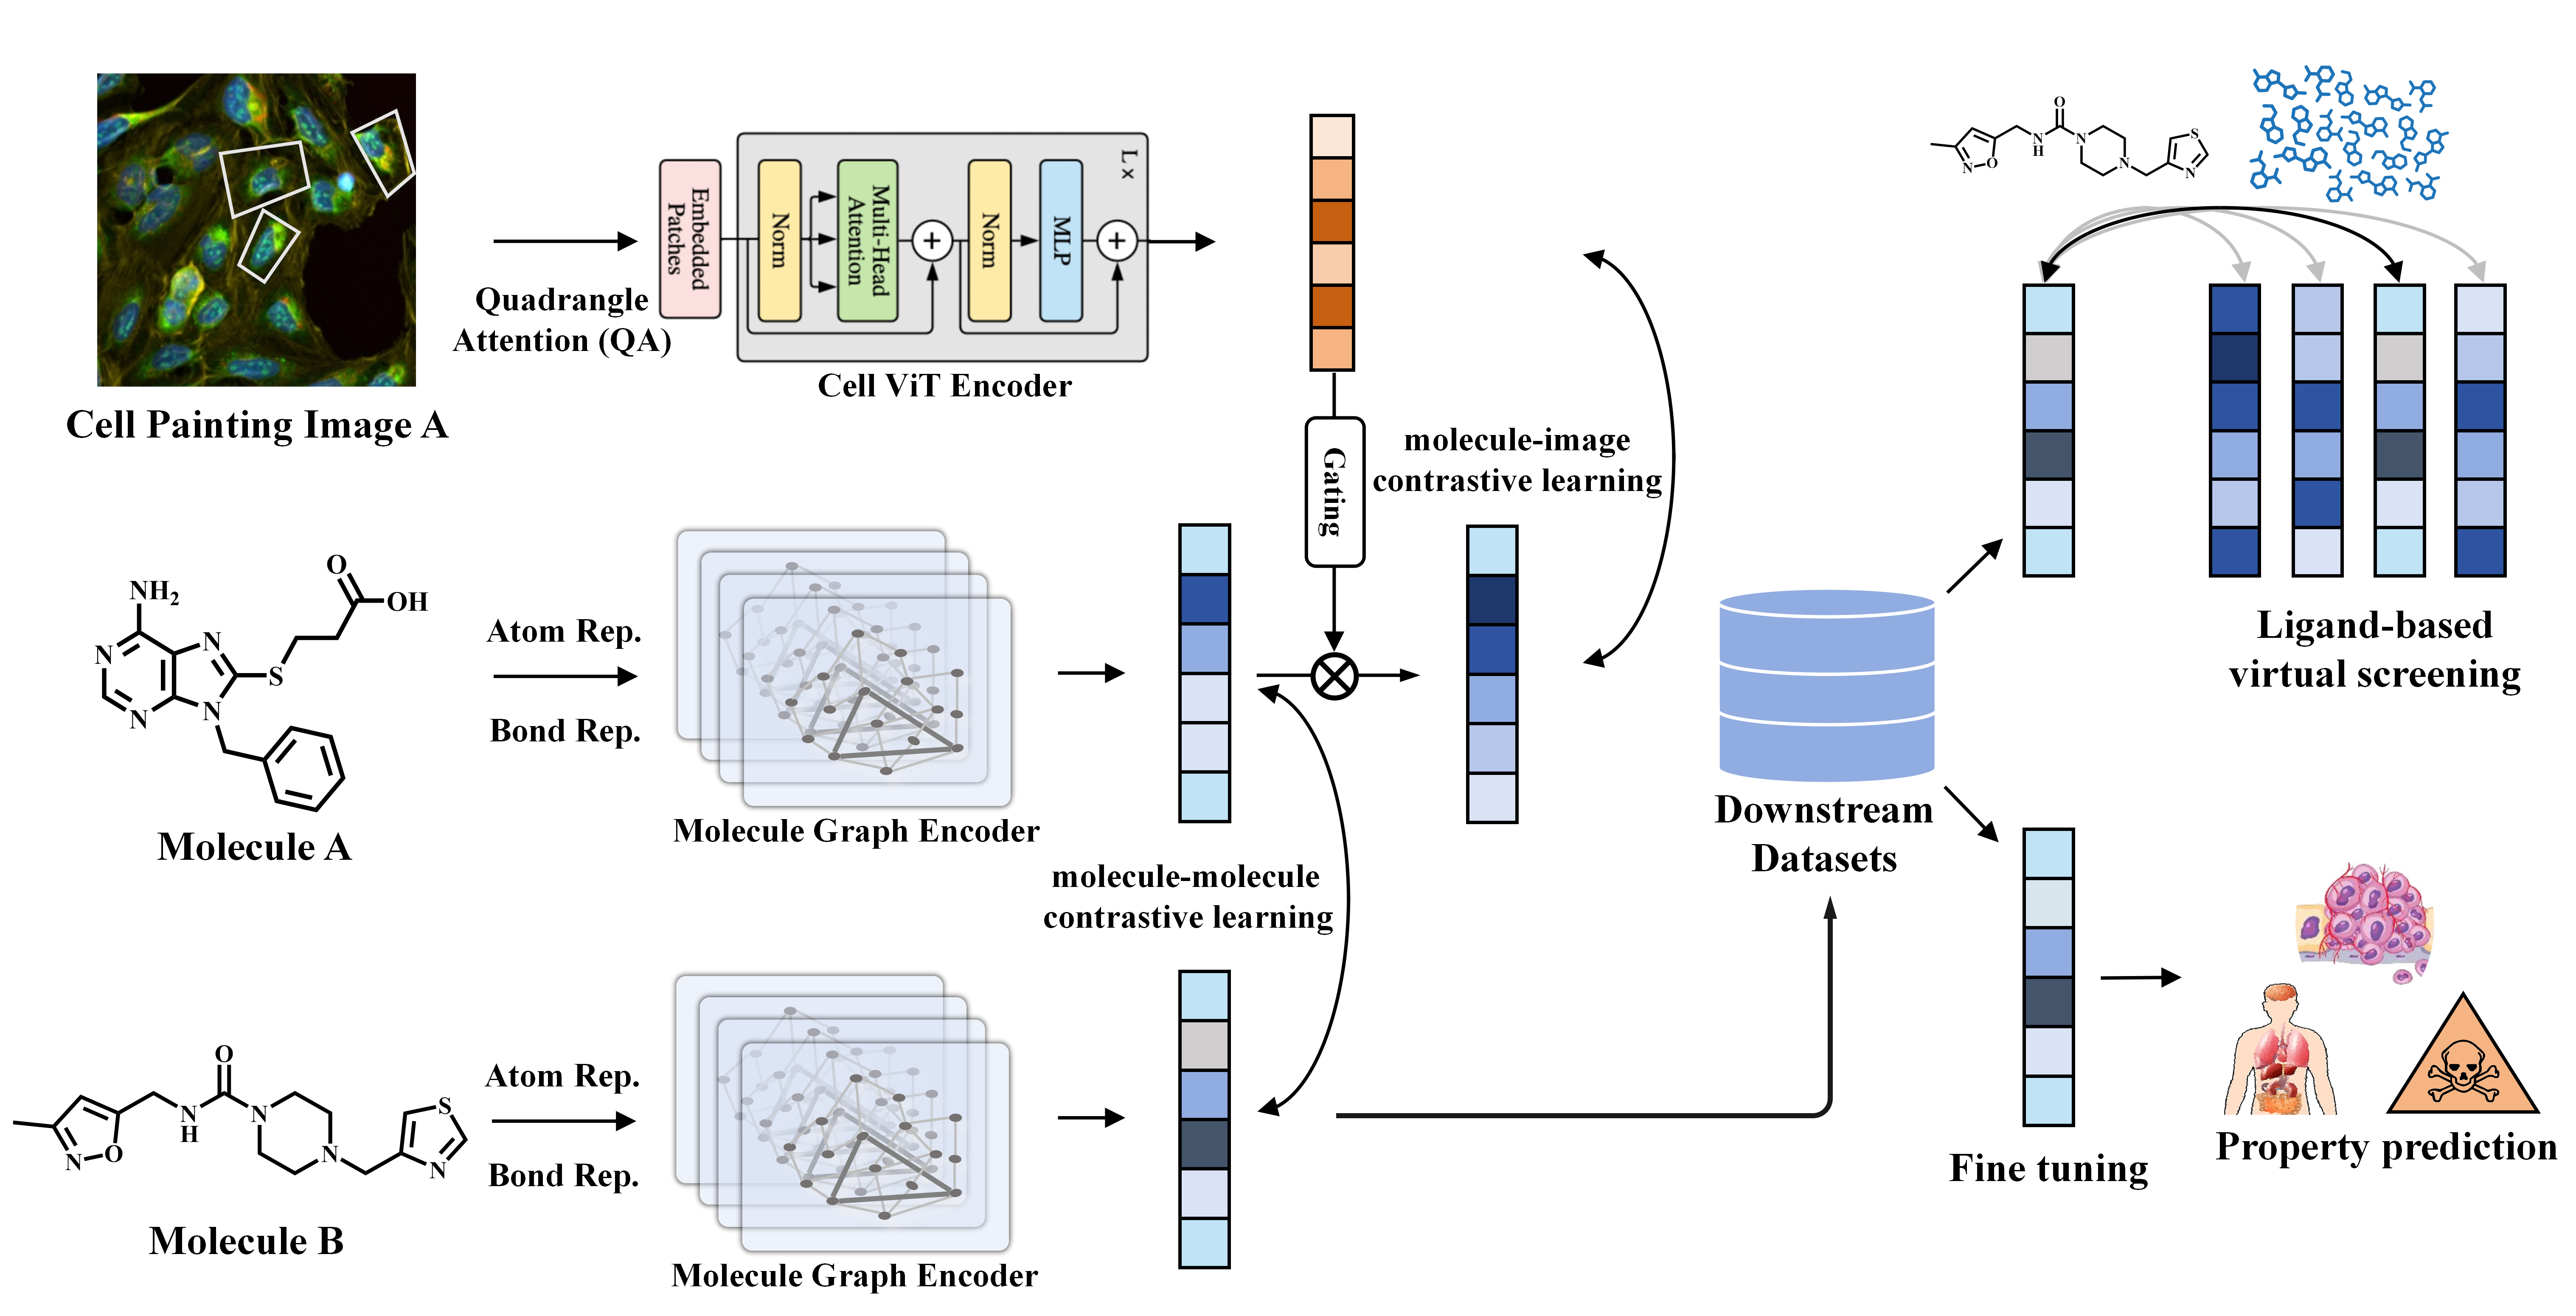 Cell Painting Image A
Quadrangle
Attention (QA)
Embedded
Patches
Norm
Multi-Head
Attention
Norm
MLP
L x
Cell ViT Encoder
Gating
molecule-image
contrastive learning
NH2
N
N
N
N
S
O
OH
Molecule A
Atom Rep.
Bond Rep.
Molecule Graph Encoder
molecule-molecule
contrastive learning
O
N
H
N
N
O
N
S
N
Molecule B
Atom Rep.
Bond Rep.
Molecule Graph Encoder
Downstream
Datasets
O
N
H
N
N
O
N
S
N
Ligand-based
virtual screening
Fine tuning
Property prediction